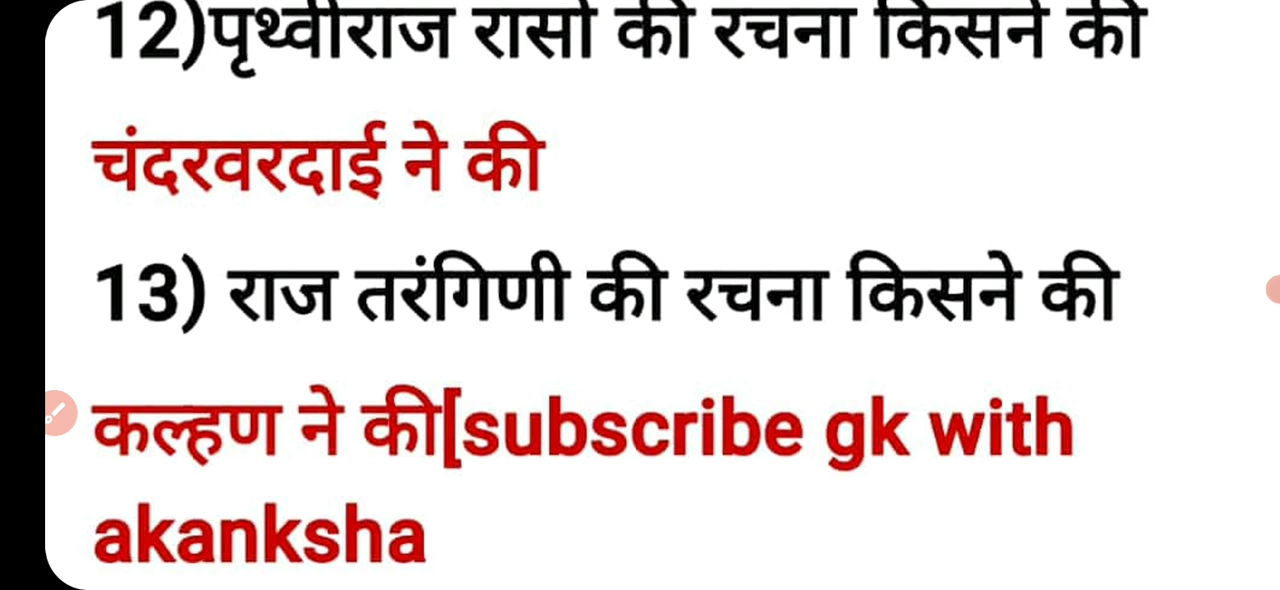 12)पृथ्वीराज रासो की रचना किसने की
चंदरवरदाई ने की
13) राज तरंगिणी की रचना किसने की
कल्हण ने की[subscribe gk with
akanksha